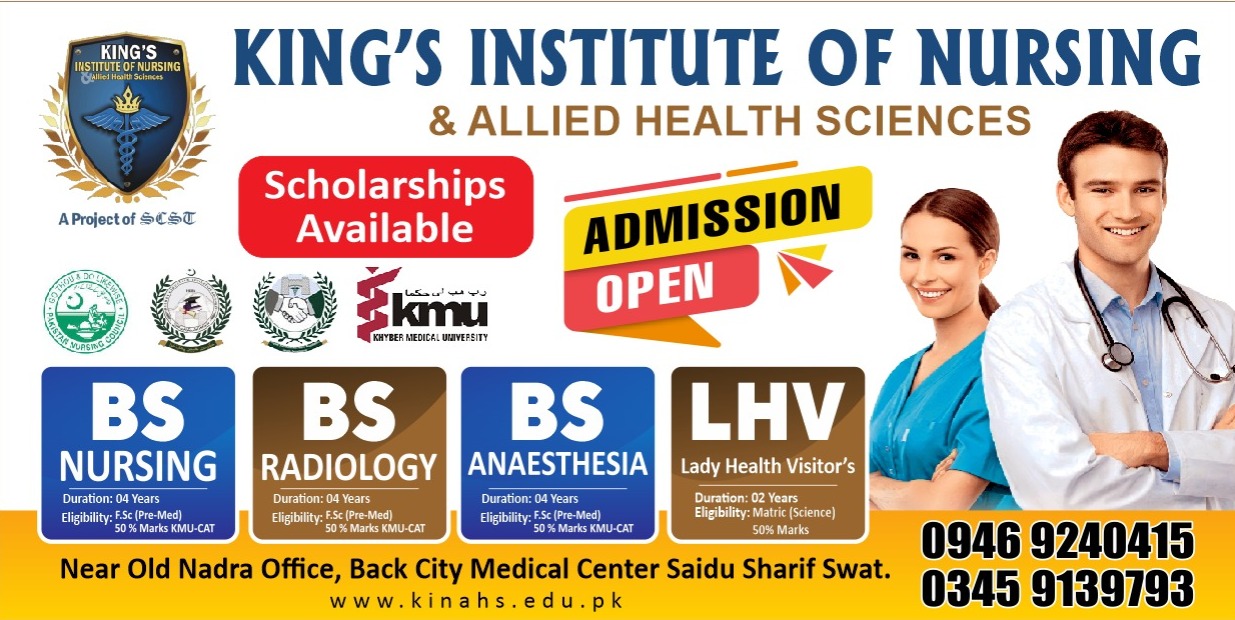 KING'S
INSTITUTE OF NURSING
& Allied Health Sciences
A Project of SCST
KING'S INSTITUTE OF NURSING
& ALLIED HEALTH SCIENCES
Scholarships
Available
ADMISSION
OPEN
GO THOU & DO LIKEWISE
PAKISTAN NURSING COUNCIL
kmu
KHYBER MEDICAL UNIVERSITY
BS
NURSING
Duration: 04 Years
Eligibility: F.Sc (Pre-Med)
50 % Marks KMU-CAT
BS
RADIOLOGY
Duration: 04 Years
Eligibility: F.Sc (Pre-Med)
50 % Marks KMU-CAT
BS
ANAESTHESIA
Duration: 04 Years
Eligibility: F.Sc (Pre-Med)
50 % Marks KMU-CAT
LHV
Lady Health Visitor's
Duration: 02 Years
Eligibility: Matric (Science)
50% Marks
Near Old Nadra Office, Back City Medical Center Saidu Sharif Swat.
www.kinahs.edu.pk
0946 9240415
0345 9139793